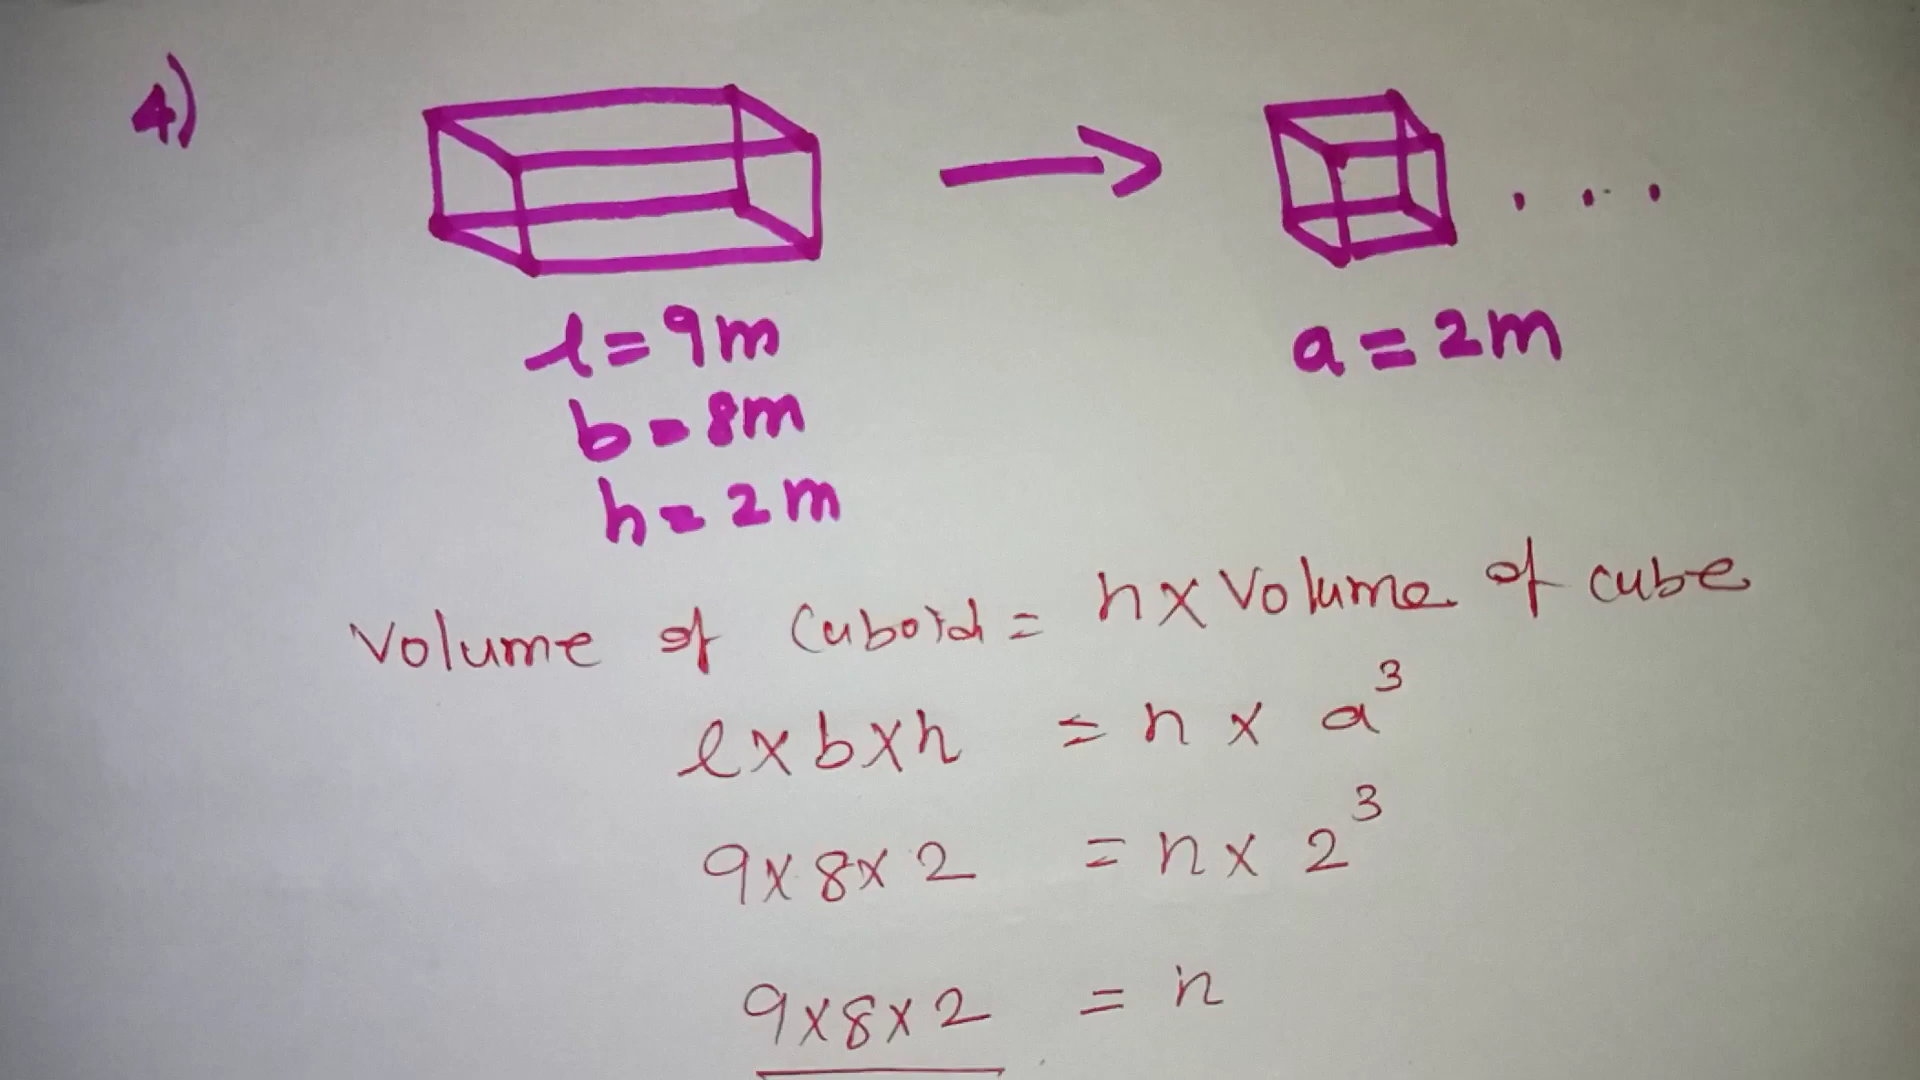 4)
l=9m
a=2m
b=8m
h=2m
Volume of Cuboid = n x Volume of cube
l x b x h = n x a³
9 x 8 x 2 = n x 2³
9 x 8 x 2 = n